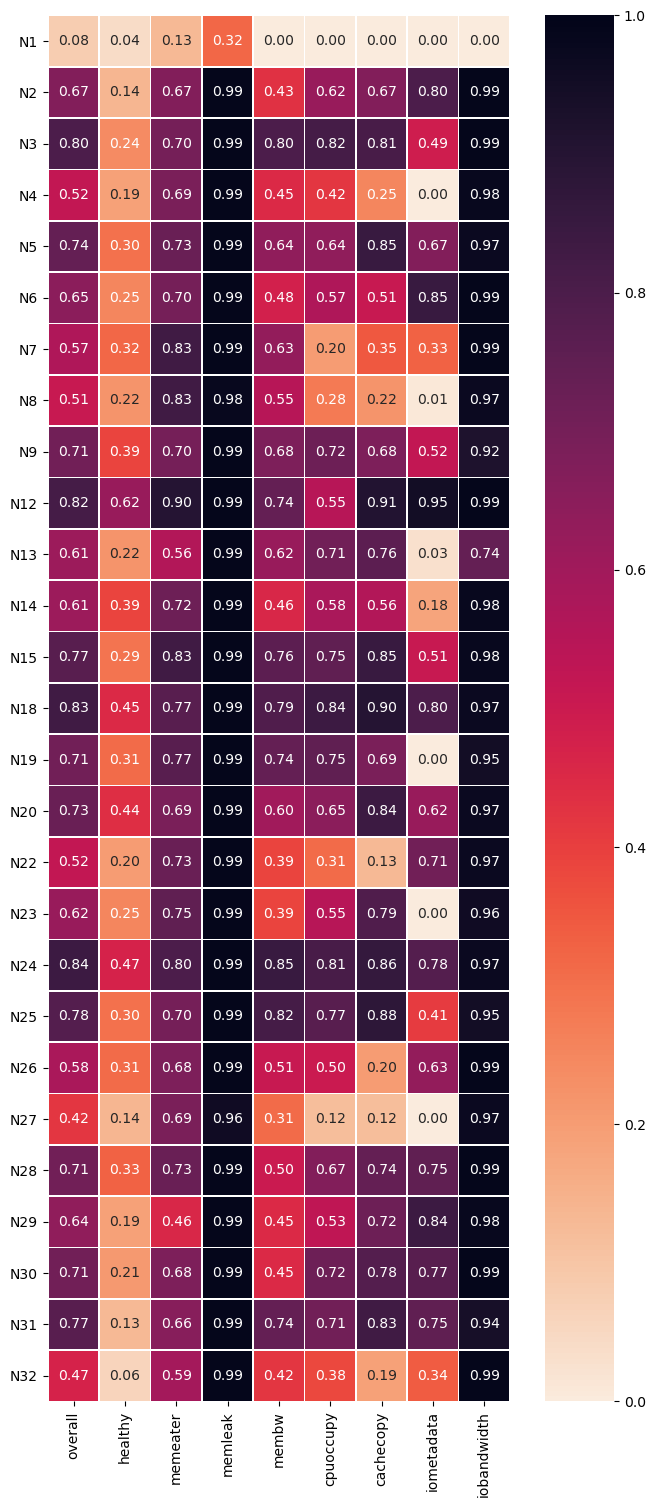 N1 0.08 0.04 0.13 0.32 0.00 0.00 0.00 0.00 0.00
N2 0.67 0.14 0.67 0.99 0.43 0.62 0.67 0.80 0.99
N3 0.80 0.24 0.70 0.99 0.80 0.82 0.81 0.49 0.99
N4 0.52 0.19 0.69 0.99 0.45 0.42 0.25 0.00 0.98
N5 0.74 0.30 0.73 0.99 0.64 0.64 0.85 0.67 0.97
N6 0.65 0.25 0.70 0.99 0.48 0.57 0.51 0.85 0.99
N7 0.57 0.32 0.83 0.99 0.63 0.20 0.35 0.33 0.99
N8 0.51 0.22 0.83 0.98 0.55 0.28 0.22 0.01 0.97
N9 0.71 0.39 0.70 0.99 0.68 0.72 0.68 0.52 0.92
N12 0.82 0.62 0.90 0.99 0.74 0.55 0.91 0.95 0.99
N13 0.61 0.22 0.56 0.99 0.62 0.71 0.76 0.03 0.74
N14 0.61 0.39 0.72 0.99 0.46 0.58 0.56 0.18 0.98
N15 0.77 0.29 0.83 0.99 0.76 0.75 0.85 0.51 0.98
N18 0.83 0.45 0.77 0.99 0.79 0.84 0.90 0.80 0.97
N19 0.71 0.31 0.77 0.99 0.74 0.75 0.69 0.00 0.95
N20 0.73 0.44 0.69 0.99 0.60 0.65 0.84 0.62 0.97
N22 0.52 0.20 0.73 0.99 0.39 0.31 0.13 0.71 0.97
N23 0.62 0.25 0.75 0.99 0.39 0.55 0.79 0.00 0.96
N24 0.84 0.47 0.80 0.99 0.85 0.81 0.86 0.78 0.97
N25 0.78 0.30 0.70 0.99 0.82 0.77 0.88 0.41 0.95
N26 0.58 0.31 0.68 0.99 0.51 0.50 0.20 0.63 0.99
N27 0.42 0.14 0.69 0.96 0.31 0.12 0.12 0.00 0.97
N28 0.71 0.33 0.73 0.99 0.50 0.67 0.74 0.75 0.99
N29 0.64 0.19 0.46 0.99 0.45 0.53 0.72 0.84 0.98
N30 0.71 0.21 0.68 0.99 0.45 0.72 0.78 0.77 0.99
N31 0.77 0.13 0.66 0.99 0.74 0.71 0.83 0.75 0.94
N32 0.47 0.06 0.59 0.99 0.42 0.38 0.19 0.34 0.99
overall
healthy
memeater
memleak
membw
cpuoccupy
cachecopy
iometadata
iobandwidth
1.0
0.8
0.6
0.4
0.2
0.0